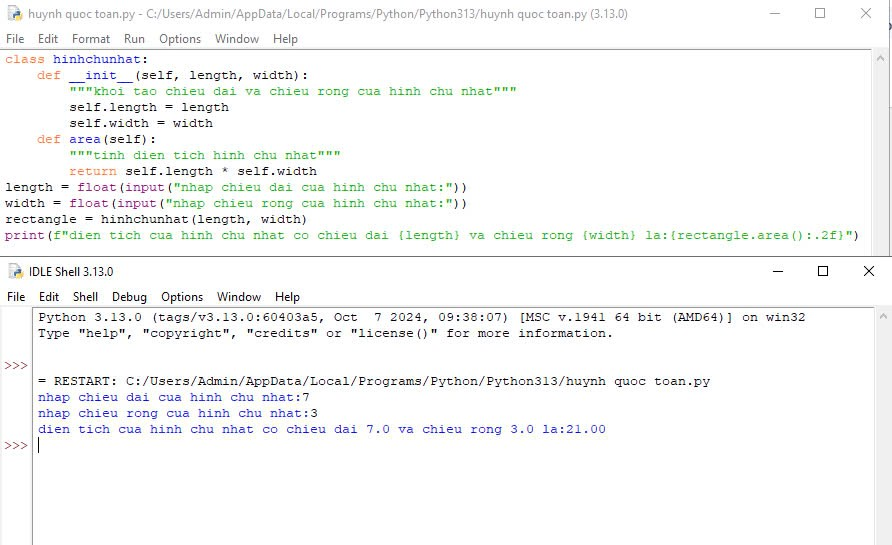 huynh quoc toan.py - C:/Users/Admin/AppData/Local/Programs/Python/Python313/huynh quoc toan.py (3.13.0)
File Edit Format Run Options Window Help
class hinhchunhat:
    def __init__(self, length, width):
        """khoi tao chieu dai va chieu rong cua hinh chu nhat"""
        self.length = length
        self.width = width
    def area(self):
        """tinh dien tich hinh chu nhat"""
        return self.length * self.width
length = float(input("nhap chieu dai cua hinh chu nhat:"))
width = float(input("nhap chieu rong cua hinh chu nhat:"))
rectangle = hinhchunhat(length, width)
print(f"dien tich cua hinh chu nhat co chieu dai {length} va chieu rong {width} la:{rectangle.area():.2f}")
IDLE Shell 3.13.0
File Edit Shell Debug Options Window Help
Python 3.13.0 (tags/v3.13.0:60403a5, Oct  7 2024, 09:38:07) [MSC v.1941 64 bit (AMD64)] on win32
Type "help", "copyright", "credits" or "license()" for more information.
>>>
= RESTART: C:/Users/Admin/AppData/Local/Programs/Python/Python313/huynh quoc toan.py
nhap chieu dai cua hinh chu nhat:7
nhap chieu rong cua hinh chu nhat:3
dien tich cua hinh chu nhat co chieu dai 7.0 va chieu rong 3.0 la:21.00
>>>